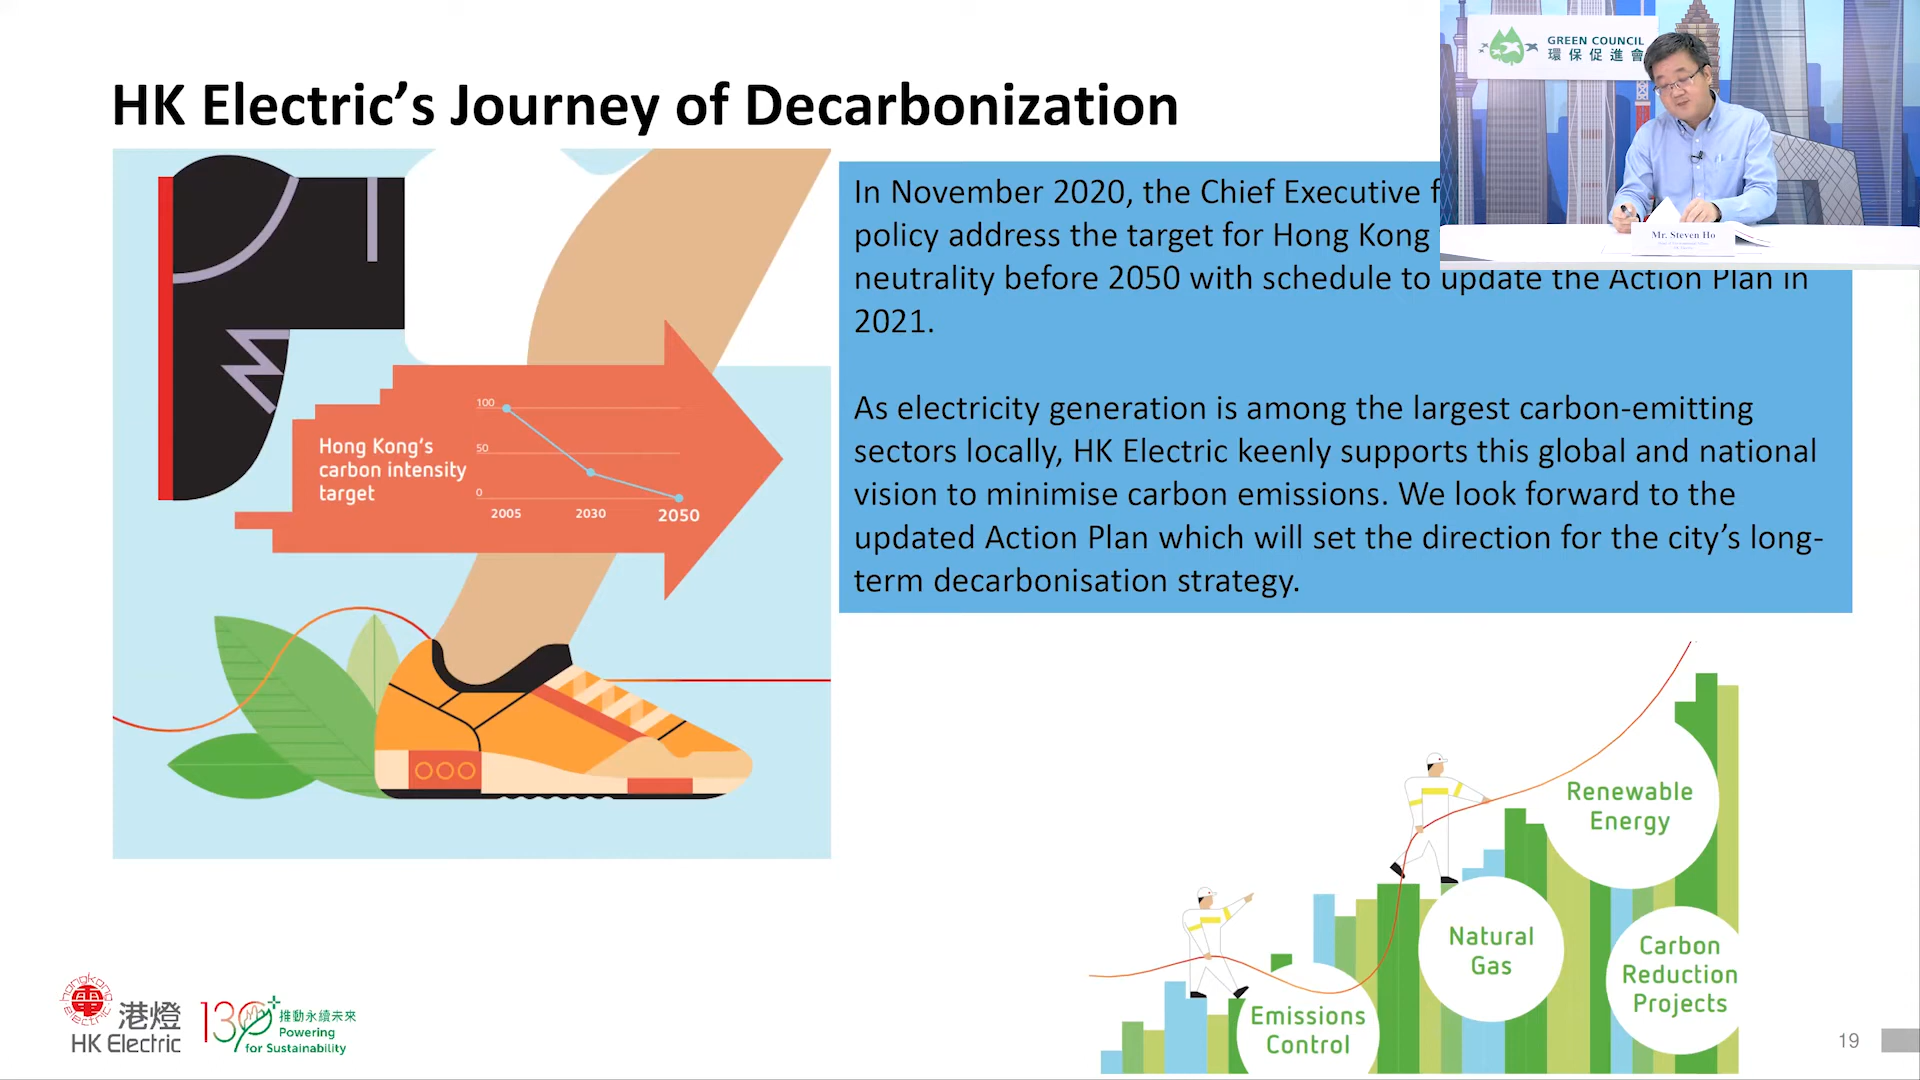 HK Electric’s Journey of Decarbonization
GREEN COUNCIL
環保促進會
Mr. Steven Ho
In November 2020, the Chief Executive
policy address the target for Hong Kong
neutrality before 2050 with schedule to update the Action Plan in
2021.
As electricity generation is among the largest carbon-emitting
sectors locally, HK Electric keenly supports this global and national
vision to minimise carbon emissions. We look forward to the
updated Action Plan which will set the direction for the city’s long-
term decarbonisation strategy.
Hong Kong’s
carbon intensity
target
100
50
0
2005 2030 2050
Renewable
Energy
Natural
Gas
Carbon
Reduction
Projects
Emissions
Control
hongkong
electric
港燈
HK Electric
130
推動永續未來
Powering
for Sustainability
19